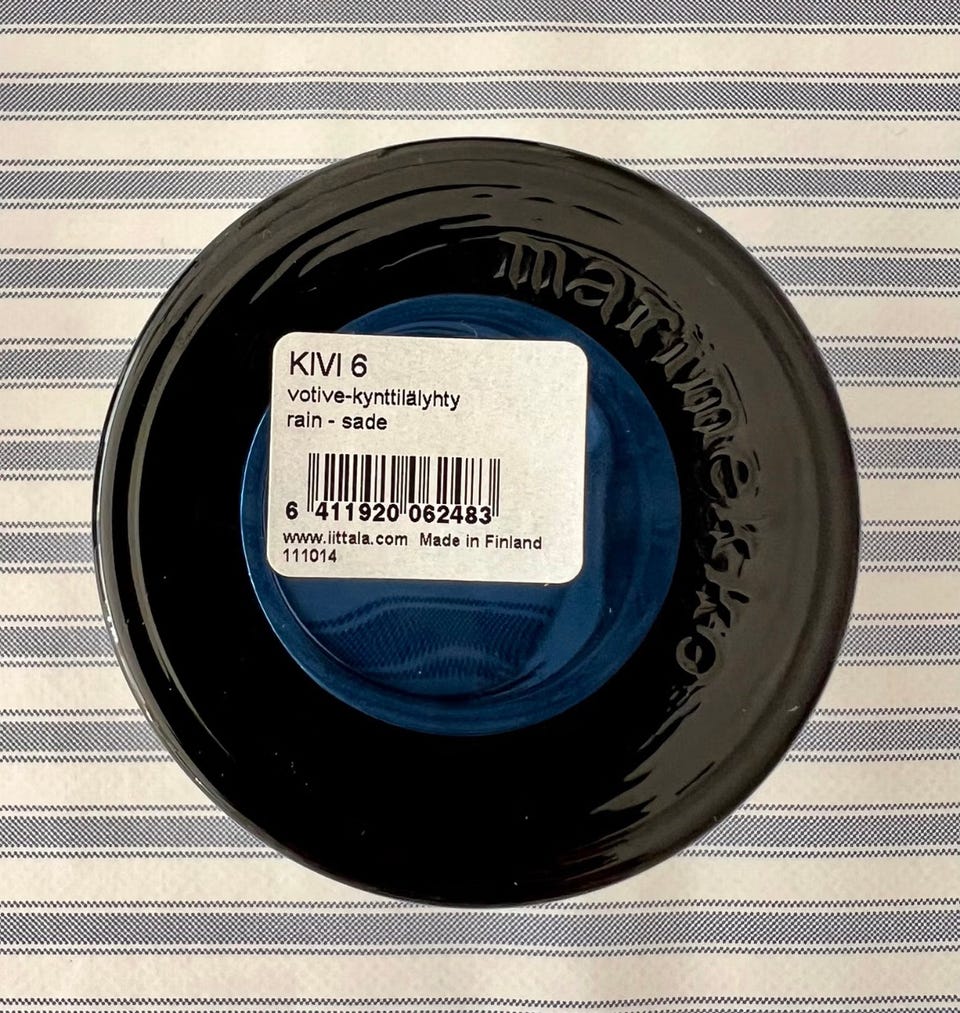 marimekko
KIVI 6
votive-kynttilälyhty
rain - sade
6 411920 062483
www.iittala.com Made in Finland
111014